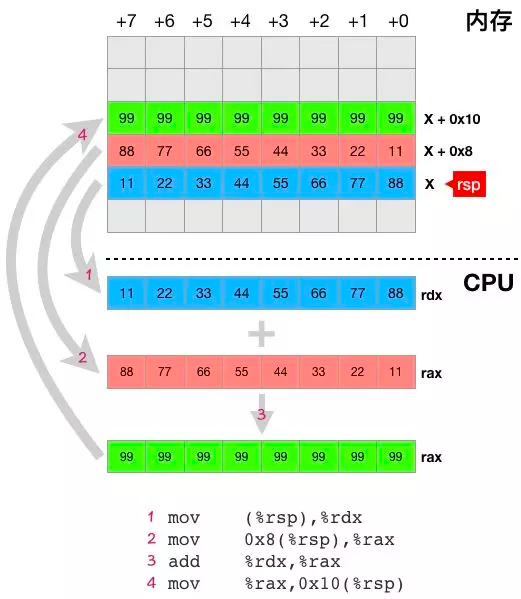 +7 +6 +5 +4 +3 +2 +1 +0 内存
99 99 99 99 99 99 99 99 X + 0x10
4
88 77 66 55 44 33 22 11 X + 0x8
11 22 33 44 55 66 77 88 X rsp
1
CPU
11 22 33 44 55 66 77 88 rdx
+
2
88 77 66 55 44 33 22 11 rax
3
99 99 99 99 99 99 99 99 rax
1 mov (%rsp),%rdx
2 mov 0x8(%rsp),%rax
3 add %rdx,%rax
4 mov %rax,0x10(%rsp)